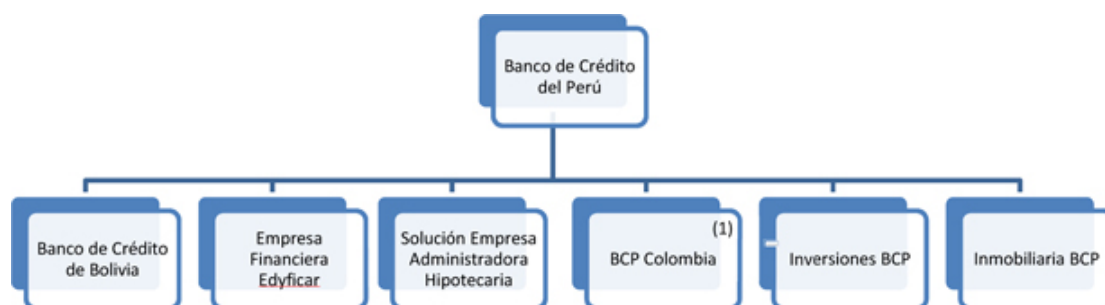 Banco de Crédito
del Perú
Banco de Crédito
de Bolivia
Empresa
Financiera
Edyficar
Solución Empresa
Administradora
Hipotecaria
(1)
BCP Colombia
Inversiones BCP
Inmobiliaria BCP